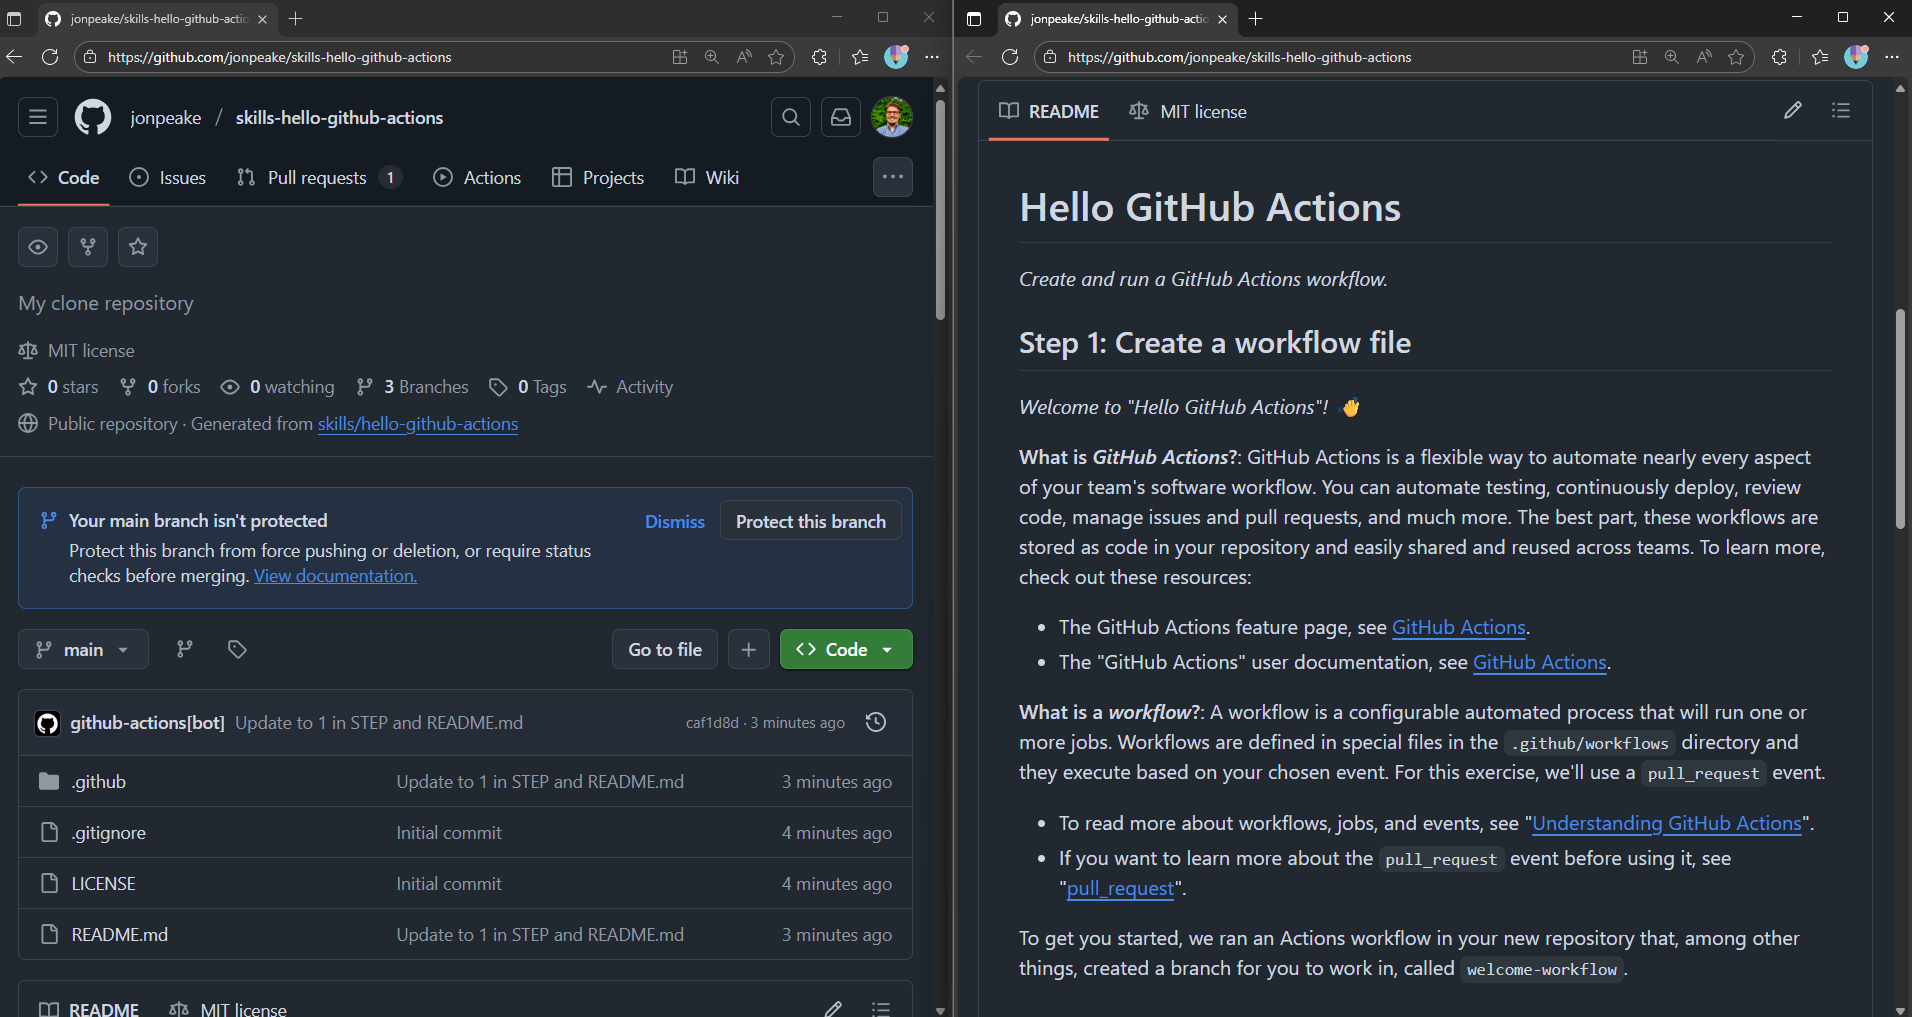 jonpeake/skills-hello-github-actio
https://github.com/jonpeake/skills-hello-github-actions
jonpeake / skills-hello-github-actions
Code
Issues
Pull requests 1
Actions
Projects
Wiki
My clone repository
MIT license
0 stars 0 forks 0 watching 3 Branches 0 Tags Activity
Public repository · Generated from skills/hello-github-actions
Your main branch isn't protected
Dismiss
Protect this branch
Protect this branch from force pushing or deletion, or require status
checks before merging. View documentation.
main
Go to file
Code
github-actions[bot] Update to 1 in STEP and README.md caf1d8d · 3 minutes ago
.github Update to 1 in STEP and README.md 3 minutes ago
.gitignore Initial commit 4 minutes ago
LICENSE Initial commit 4 minutes ago
README.md Update to 1 in STEP and README.md 3 minutes ago
README MIT license
jonpeake/skills-hello-github-actio
https://github.com/jonpeake/skills-hello-github-actions
README MIT license
Hello GitHub Actions
Create and run a GitHub Actions workflow.
Step 1: Create a workflow file
Welcome to "Hello GitHub Actions"! 👋
What is GitHub Actions?: GitHub Actions is a flexible way to automate nearly every aspect
of your team's software workflow. You can automate testing, continuously deploy, review
code, manage issues and pull requests, and much more. The best part, these workflows are
stored as code in your repository and easily shared and reused across teams. To learn more,
check out these resources:
• The GitHub Actions feature page, see GitHub Actions.
• The "GitHub Actions" user documentation, see GitHub Actions.
What is a workflow?: A workflow is a configurable automated process that will run one or
more jobs. Workflows are defined in special files in the .github/workflows directory and
they execute based on your chosen event. For this exercise, we'll use a pull_request event.
• To read more about workflows, jobs, and events, see "Understanding GitHub Actions".
• If you want to learn more about the pull_request event before using it, see
"pull_request".
To get you started, we ran an Actions workflow in your new repository that, among other
things, created a branch for you to work in, called welcome-workflow.